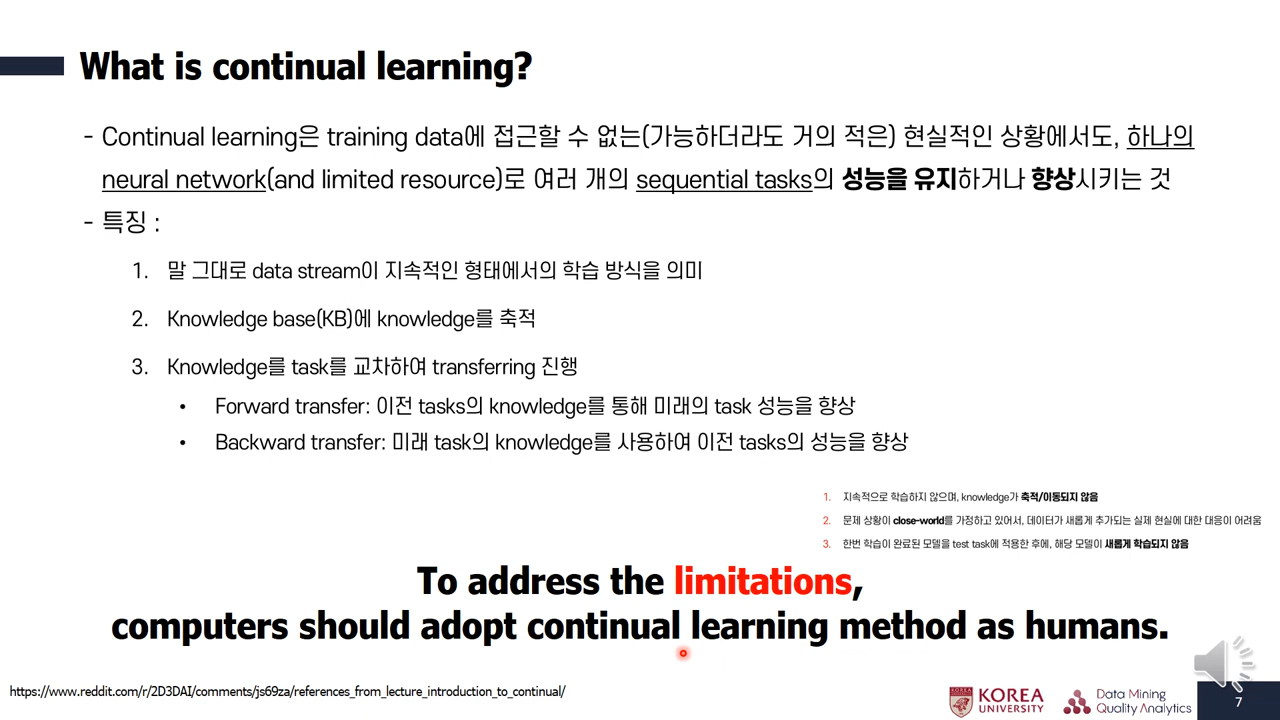 What is continual learning?
- Continual learning은 training data에 접근할 수 없는(가능하더라도 거의 적은) 현실적인 상황에서도, 하나의
neural network(and limited resource)로 여러 개의 sequential tasks의 성능을 유지하거나 향상시키는 것
- 특징 :
1. 말 그대로 data stream이 지속적인 형태에서의 학습 방식을 의미
2. Knowledge base(KB)에 knowledge를 축적
3. Knowledge를 task를 교차하여 transferring 진행
• Forward transfer: 이전 tasks의 knowledge를 통해 미래의 task 성능을 향상
• Backward transfer: 미래 task의 knowledge를 사용하여 이전 tasks의 성능을 향상
1. 지속적으로 학습하지 않으며, knowledge가 축적/이동되지 않음
2. 문제 상황이 close-world를 가정하고 있어서, 데이터가 새롭게 추가되는 실제 현실에 대한 대응이 어려움
3. 한번 학습이 완료된 모델을 test task에 적용한 후에, 해당 모델이 새롭게 학습되지 않음
To address the limitations,
computers should adopt continual learning method as humans.
https://www.reddit.com/r/2D3DAI/comments/js69za/references_from_lecture_introduction_to_continual/
KOREA
UNIVERSITY
Data Mining
Quality Analytics
7